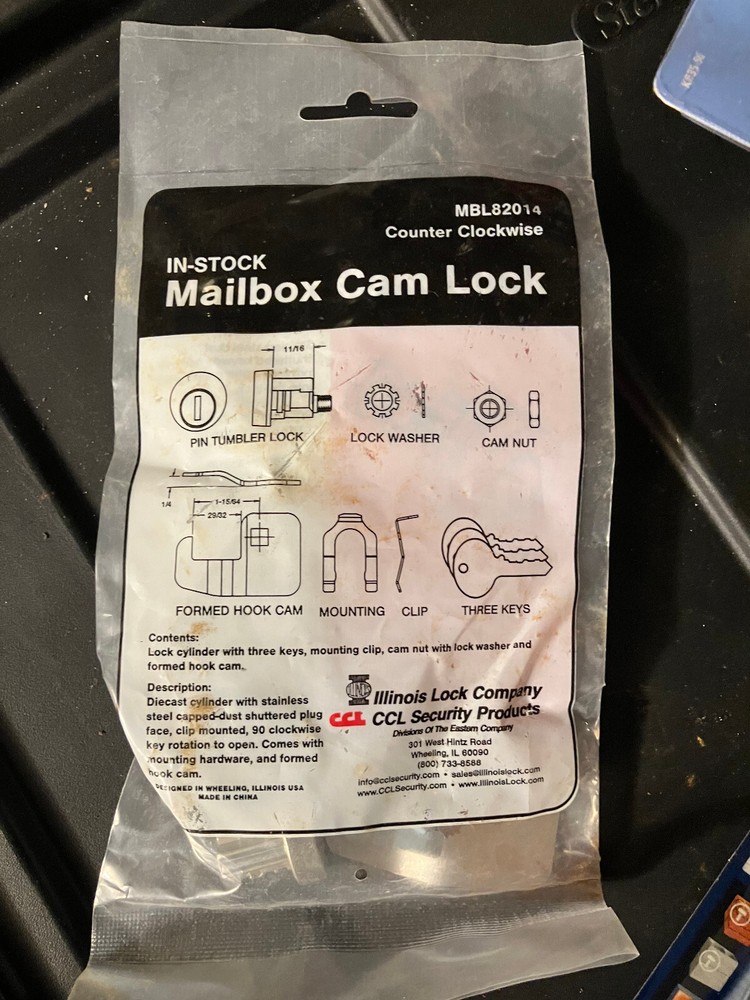 MBL82014
Counter Clockwise
IN-STOCK
Mailbox Cam Lock
11/16
PIN TUMBLER LOCK
LOCK WASHER
CAM NUT
1/4
1-15/64
29/32
FORMED HOOK CAM
MOUNTING
CLIP
THREE KEYS
Contents:
Lock cylinder with three keys, mounting clip, cam nut with lock washer and
formed hook cam.
Description:
Diecast cylinder with stainless
steel capped-dust shuttered plug
face, clip mounted, 90 clockwise
key rotation to open. Comes with
mounting hardware, and formed
hook cam.
DESIGNED IN WHEELING, ILLINOIS USA
MADE IN CHINA
ILLINOIS
Illinois Lock Company
CCL CCL Security Products
Divisions Of The Eastern Company
301 West Hintz Road
Wheeling, IL 60090
(800) 733-8588
info@cclsecurity.com • sales@illinoislock.com
www.CCLSecurity.com • www.IllinoisLock.com